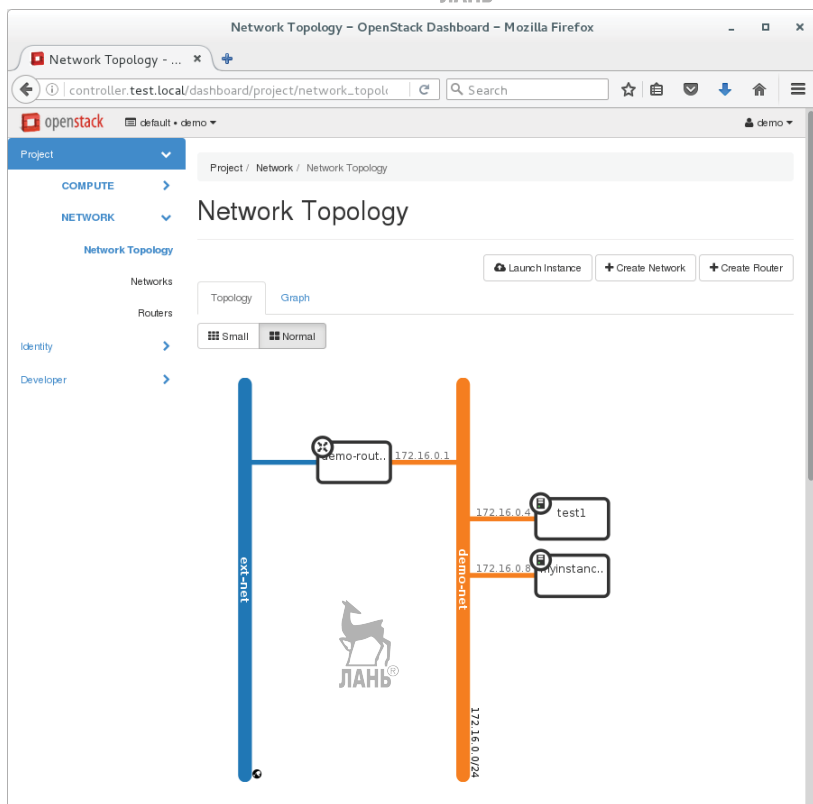 ЛАНЬ
Network Topology – OpenStack Dashboard – Mozilla Firefox
Network Topology - ...
controller.test.local/dashboard/project/network_topolo
Search
openstack
default • demo
demo
Project
Project / Network / Network Topology
COMPUTE
NETWORK
Network Topology
Networks
Routers
Identity
Developer
Network Topology
Launch Instance
Create Network
Create Router
Topology
Graph
Small
Normal
demo-rout..
172.16.0.1
172.16.0.4
test1
172.16.0.8
myinstanc..
ext-net
demo-net
ЛАНЬ®
172.16.0.0/24